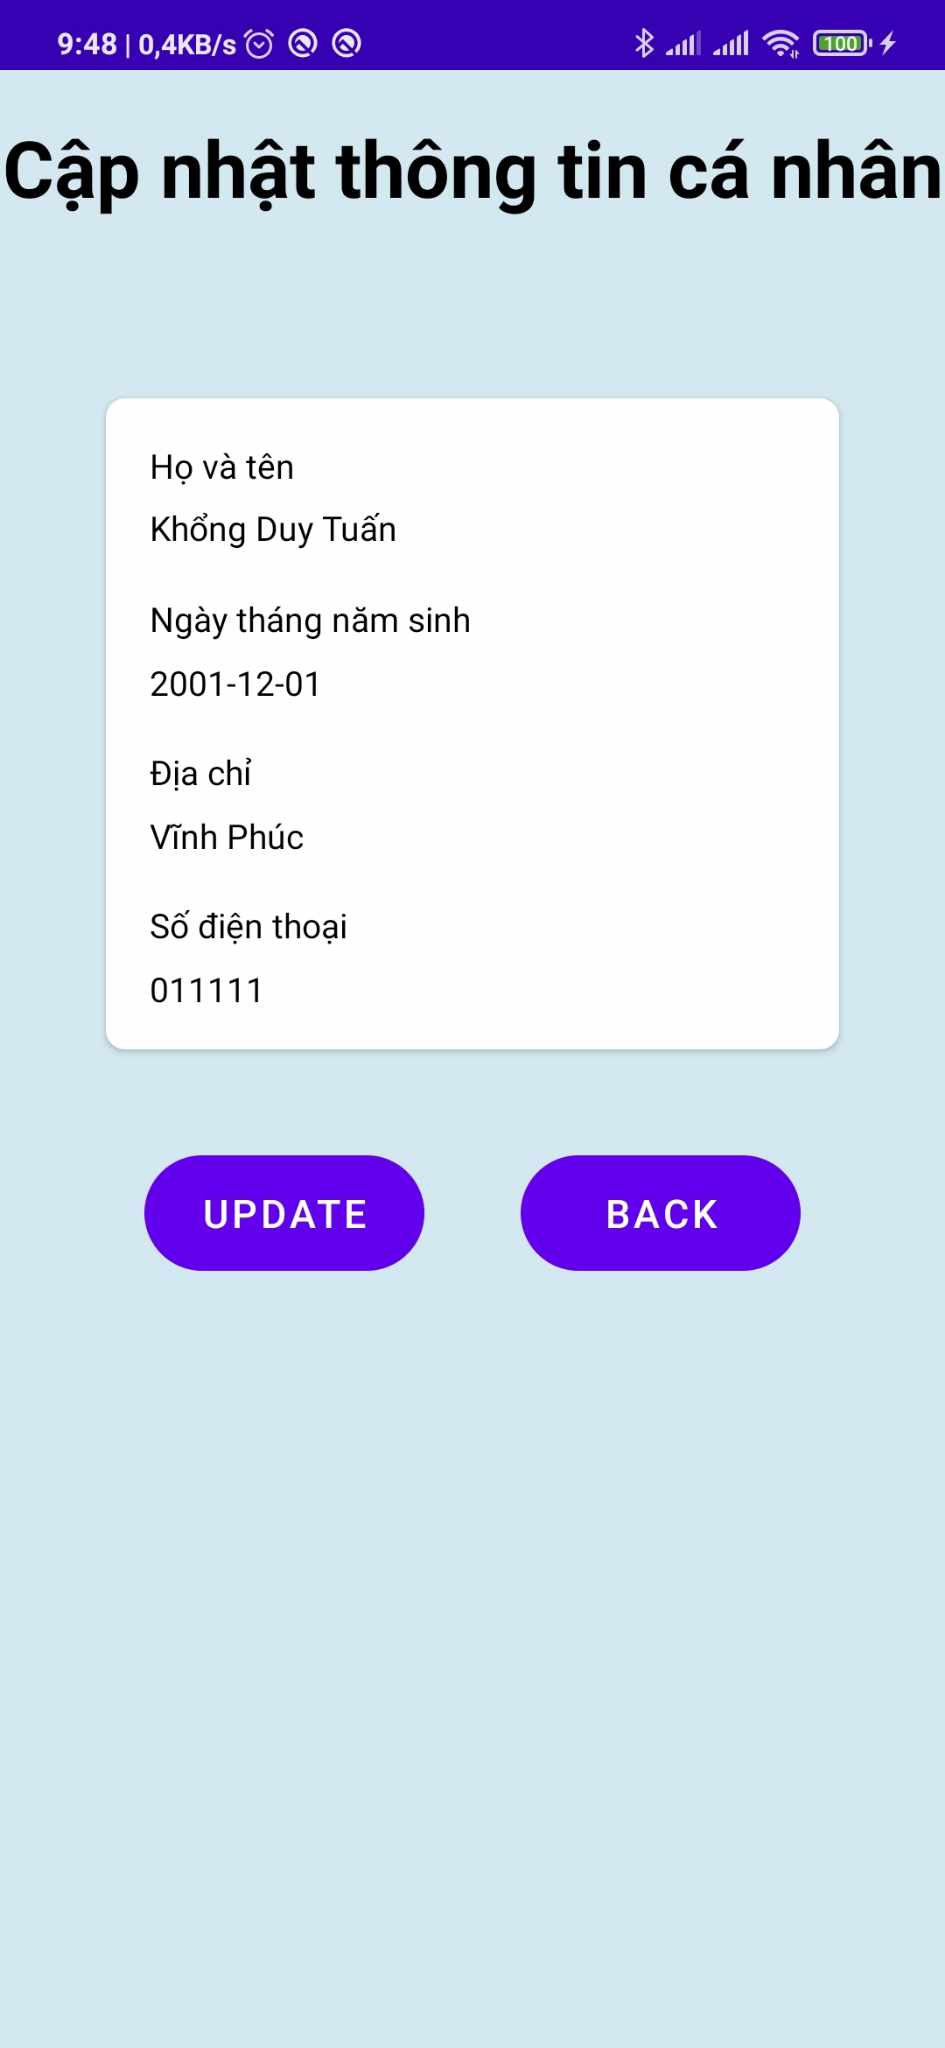 9:48 | 0,4KB/s 100
Cập nhật thông tin cá nhân
Họ và tên
Khổng Duy Tuấn
Ngày tháng năm sinh
2001-12-01
Địa chỉ
Vĩnh Phúc
Số điện thoại
011111
UPDATE BACK